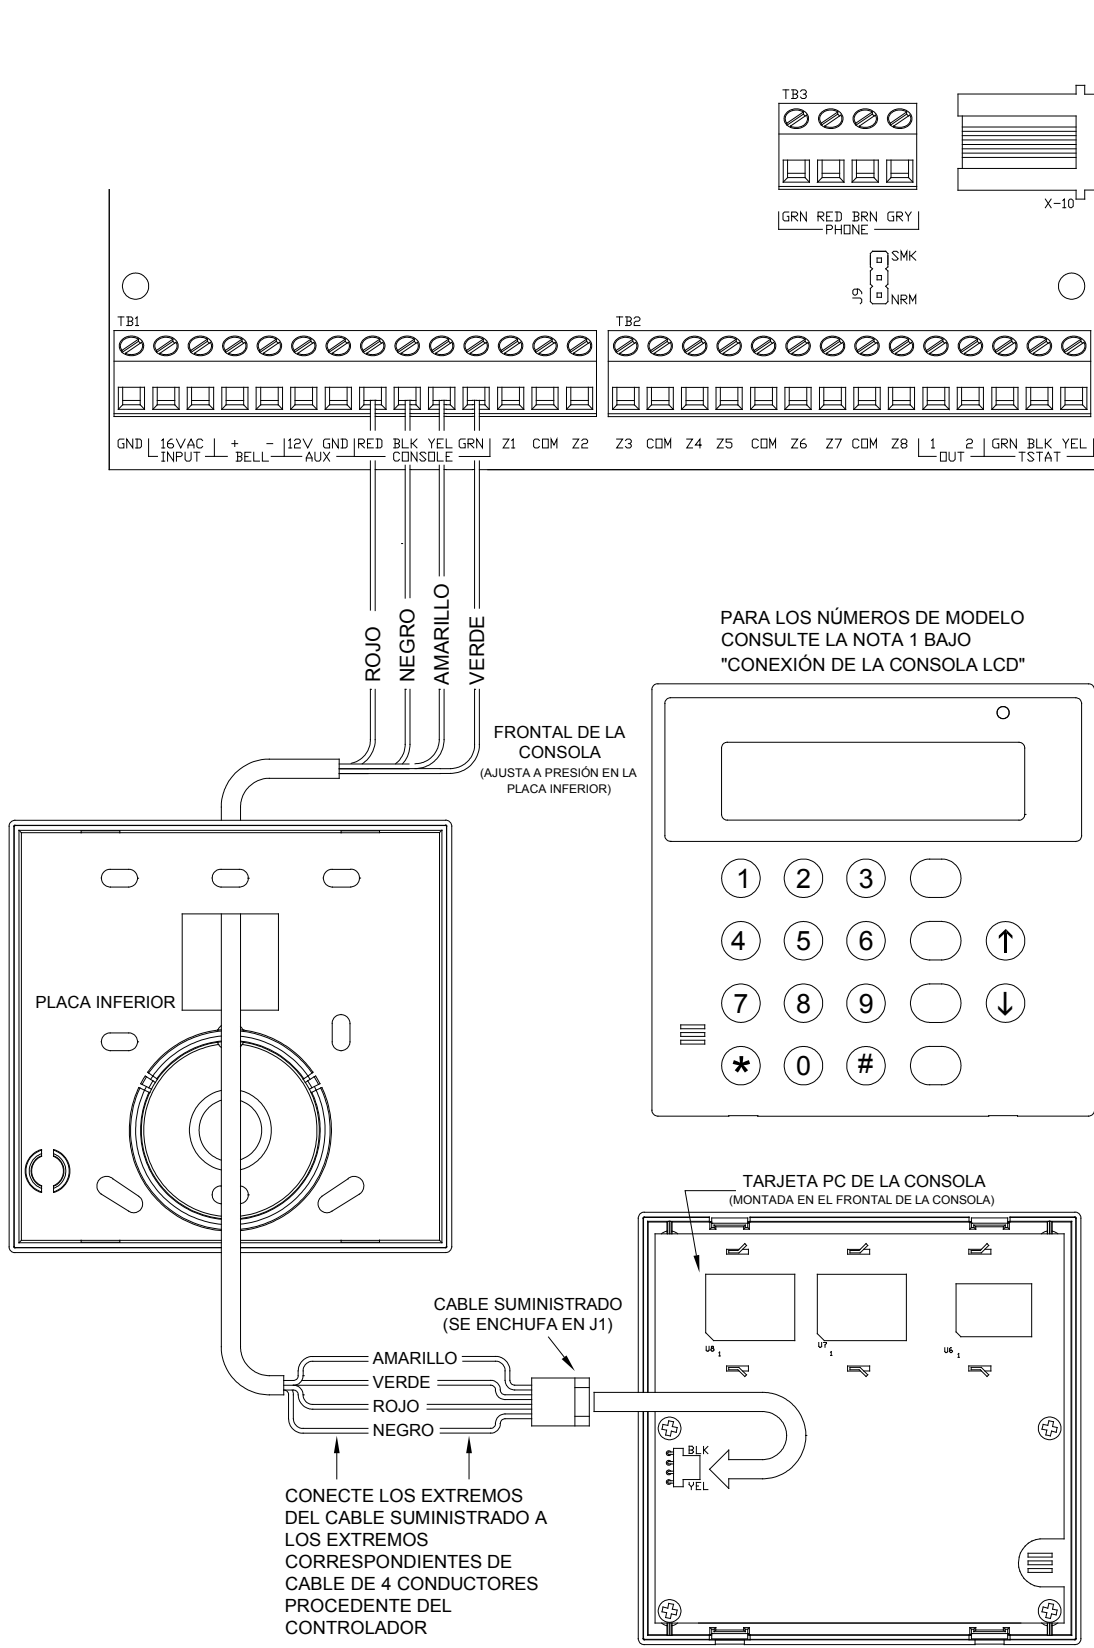 TB3
GRN RED BRN GRY
PHONE
X-10
SMK
J9
NRM
TB1
TB2
GND 16VAC + - 12V GND RED BLK YEL GRN Z1 COM Z2
INPUT BELL AUX CONSOLE
Z3 COM Z4 Z5 COM Z6 Z7 COM Z8 1 2 GRN BLK YEL
OUT TSTAT
ROJO
NEGRO
AMARILLO
VERDE
PARA LOS NÚMEROS DE MODELO
CONSULTE LA NOTA 1 BAJO
"CONEXIÓN DE LA CONSOLA LCD"
FRONTAL DE LA
CONSOLA
(AJUSTA A PRESIÓN EN LA
PLACA INFERIOR)
1 2 3
4 5 6 ↑
7 8 9 ↓
* 0 #
PLACA INFERIOR
TARJETA PC DE LA CONSOLA
(MONTADA EN EL FRONTAL DE LA CONSOLA)
U8 1
U7 1
U6 1
CABLE SUMINISTRADO
(SE ENCHUFA EN J1)
AMARILLO
VERDE
ROJO
NEGRO
BLK
YEL
CONECTE LOS EXTREMOS
DEL CABLE SUMINISTRADO A
LOS EXTREMOS
CORRESPONDIENTES DE
CABLE DE 4 CONDUCTORES
PROCEDENTE DEL
CONTROLADOR